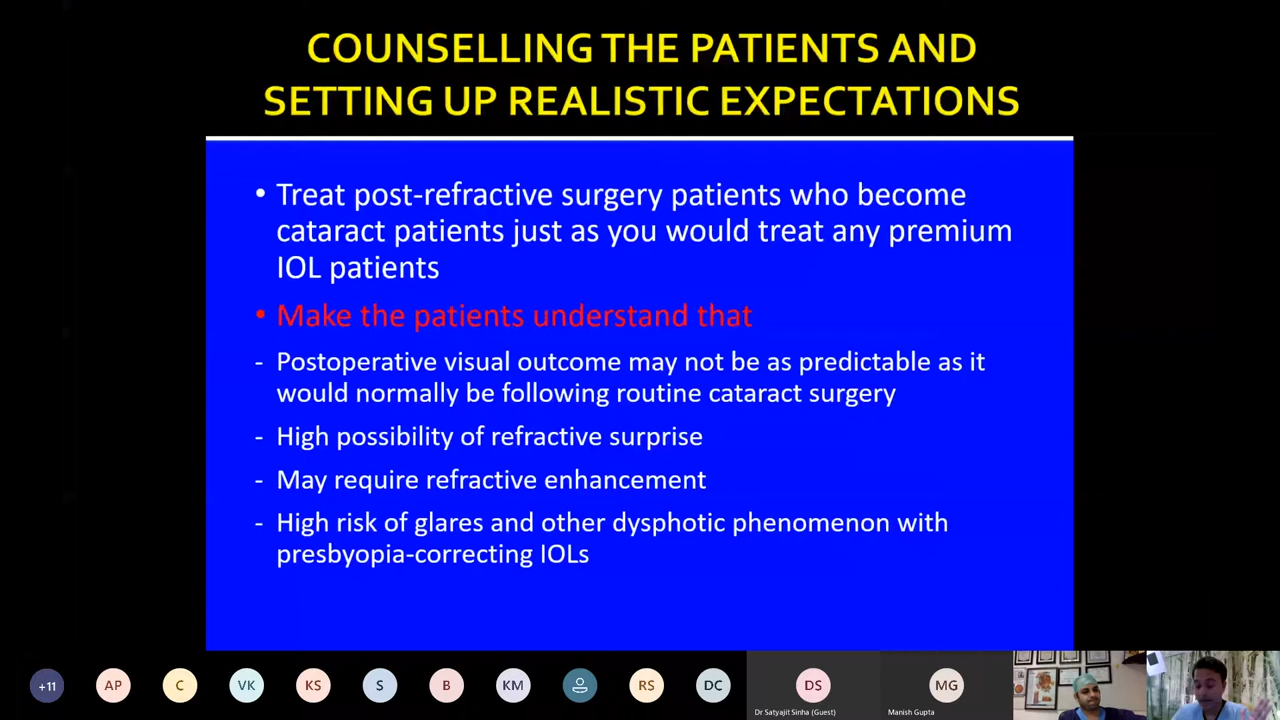 COUNSELLING THE PATIENTS AND
SETTING UP REALISTIC EXPECTATIONS
• Treat post-refractive surgery patients who become
cataract patients just as you would treat any premium
IOL patients
• Make the patients understand that
- Postoperative visual outcome may not be as predictable as it
would normally be following routine cataract surgery
- High possibility of refractive surprise
- May require refractive enhancement
- High risk of glares and other dysphotic phenomenon with
presbyopia-correcting IOLs
+11 AP C VK KS S B KM RS DC DS MG
Dr Satyajit Sinha (Guest) Manish Gupta